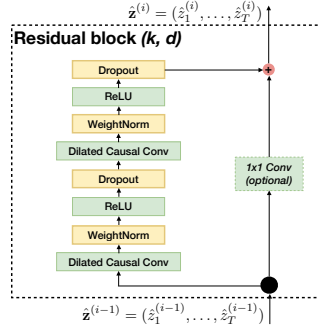 ẑ^(i) = (ẑ_1^(i), . . . , ẑ_T^(i))
Residual block (k, d)
Dropout
+
ReLU
WeightNorm
Dilated Causal Conv
1x1 Conv
(optional)
Dropout
ReLU
WeightNorm
Dilated Causal Conv
ẑ^(i−1) = (ẑ_1^(i−1), . . . , ẑ_T^(i−1))